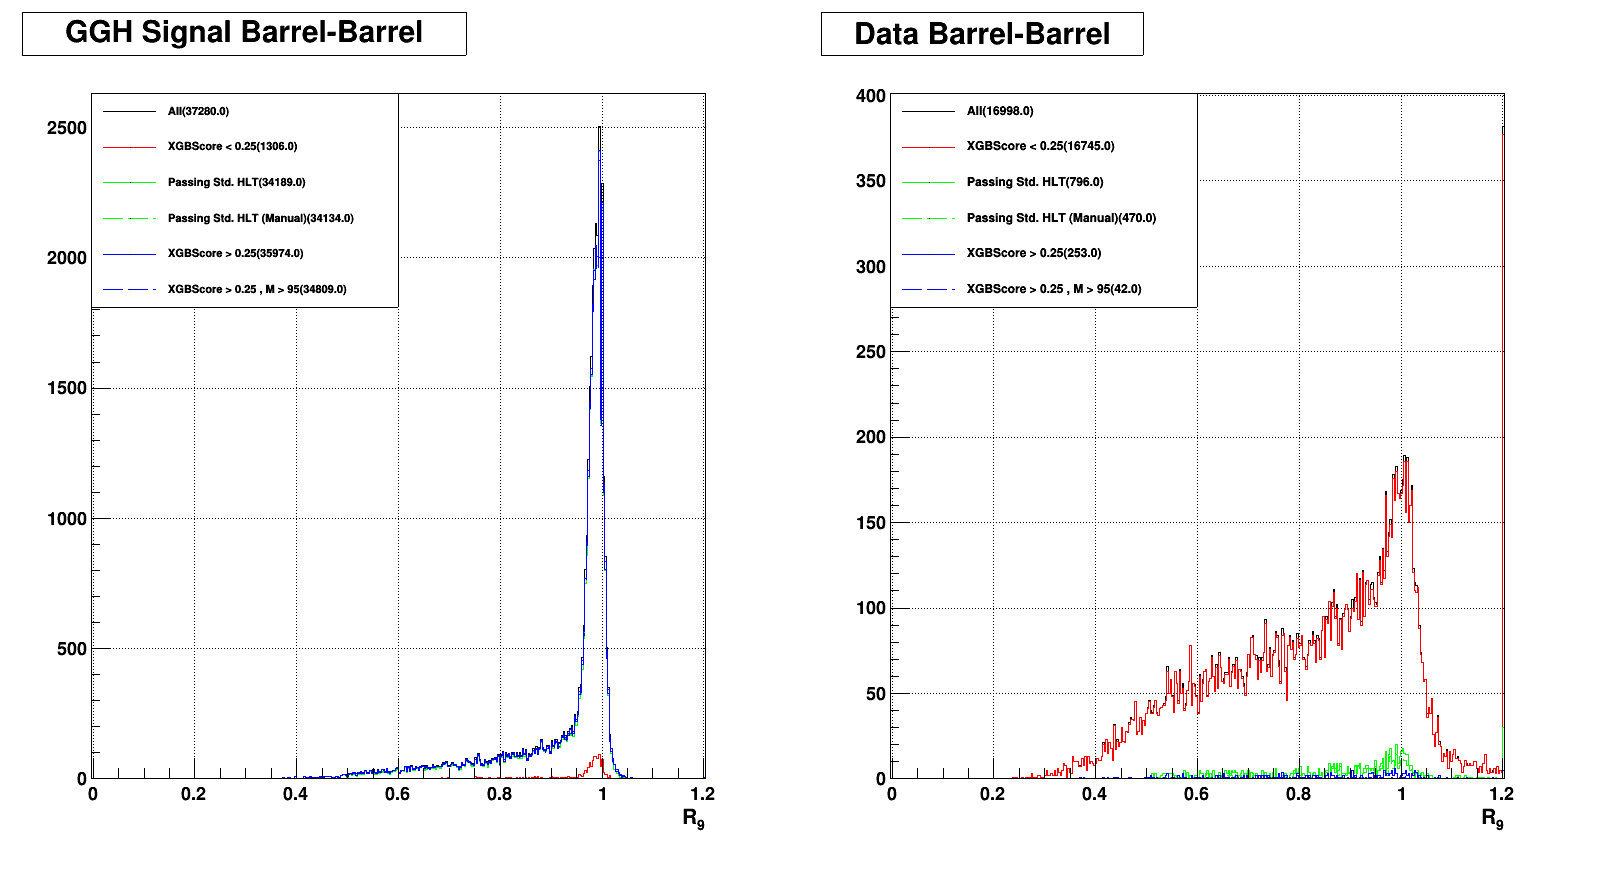 GGH Signal Barrel-Barrel
All(37280.0)
XGBScore < 0.25(1306.0)
Passing Std. HLT(34189.0)
Passing Std. HLT (Manual)(34134.0)
XGBScore > 0.25(35974.0)
XGBScore > 0.25 , M > 95(34809.0)
2500
2000
1500
1000
500
0
0 0.2 0.4 0.6 0.8 1 1.2
R9
Data Barrel-Barrel
All(16998.0)
XGBScore < 0.25(16745.0)
Passing Std. HLT(796.0)
Passing Std. HLT (Manual)(470.0)
XGBScore > 0.25(253.0)
XGBScore > 0.25 , M > 95(42.0)
400
350
300
250
200
150
100
50
0
0 0.2 0.4 0.6 0.8 1 1.2
R9